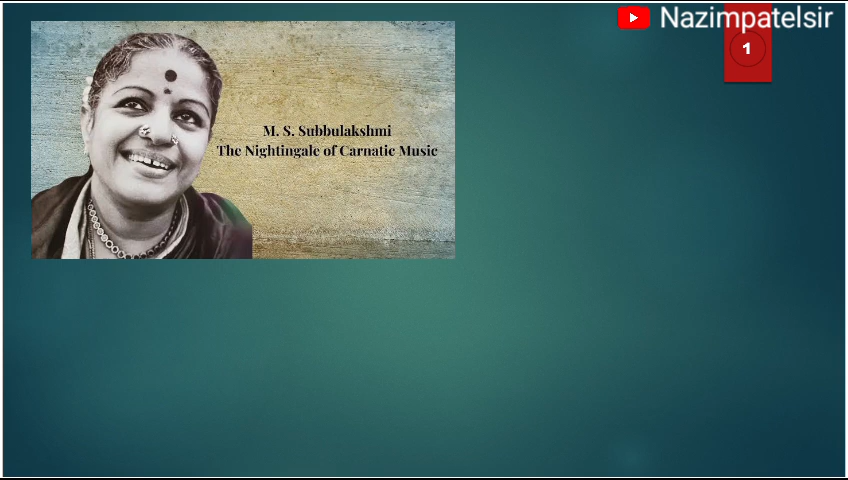 Nazimpatelsir
1
M. S. Subbulakshmi
The Nightingale of Carnatic Music